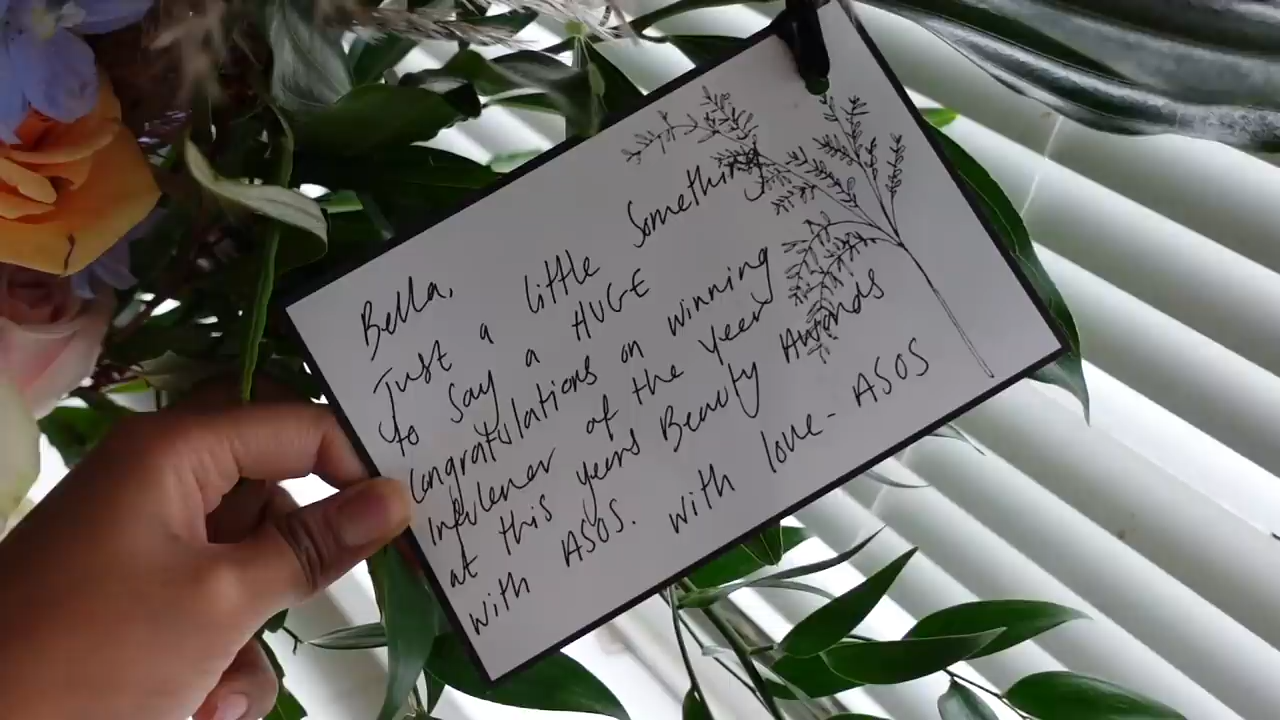 Bella,
Just a little something
to say a HUGE
congratulations on winning
Influener of the year
at this years Beauty Awards
with ASOS. with love - ASOS